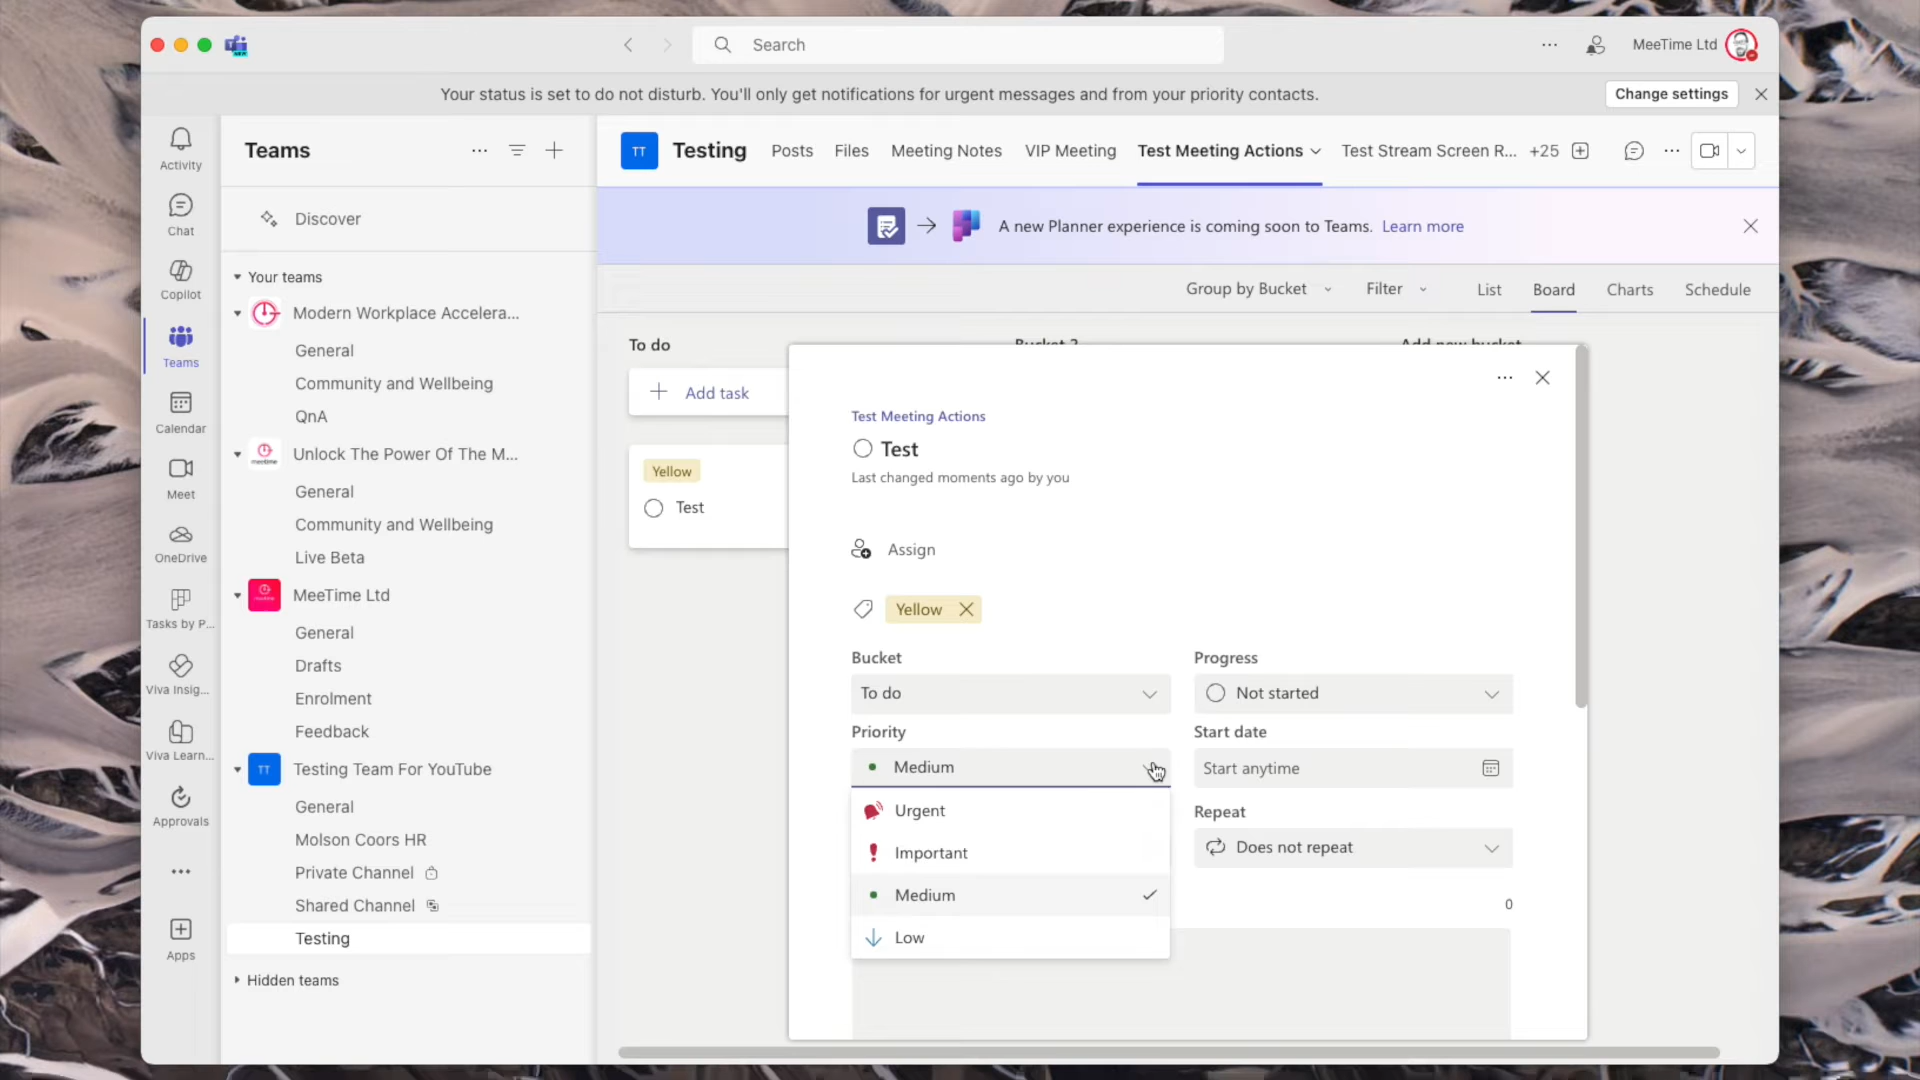 Search
MeeTime Ltd
Your status is set to do not disturb. You'll only get notifications for urgent messages and from your priority contacts.
Change settings
Activity
Chat
Copilot
Teams
Calendar
Meet
OneDrive
Tasks by P...
Viva Insig...
Viva Learn...
Approvals
Apps
Teams
Discover
Your teams
Modern Workplace Accelera...
General
Community and Wellbeing
QnA
Unlock The Power Of The M...
General
Community and Wellbeing
Live Beta
MeeTime Ltd
General
Drafts
Enrolment
Feedback
TT Testing Team For YouTube
General
Molson Coors HR
Private Channel
Shared Channel
Testing
Hidden teams
TT Testing Posts Files Meeting Notes VIP Meeting Test Meeting Actions Test Stream Screen R... +25
A new Planner experience is coming soon to Teams. Learn more
Group by Bucket Filter List Board Charts Schedule
To do Bucket 2 Add new bucket
Add task
Yellow
Test
Test Meeting Actions
Test
Last changed moments ago by you
Assign
Yellow
Bucket Progress
To do Not started
Priority Start date
Medium Start anytime
Urgent Repeat
Important Does not repeat
Medium 0
Low